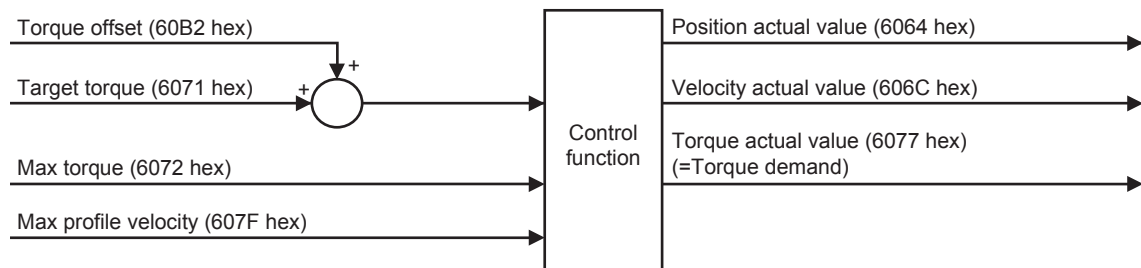 Torque offset (60B2 hex)
+
Target torque (6071 hex)
+
Max torque (6072 hex)
Max profile velocity (607F hex)
Control
function
Position actual value (6064 hex)
Velocity actual value (606C hex)
Torque actual value (6077 hex)
(=Torque demand)